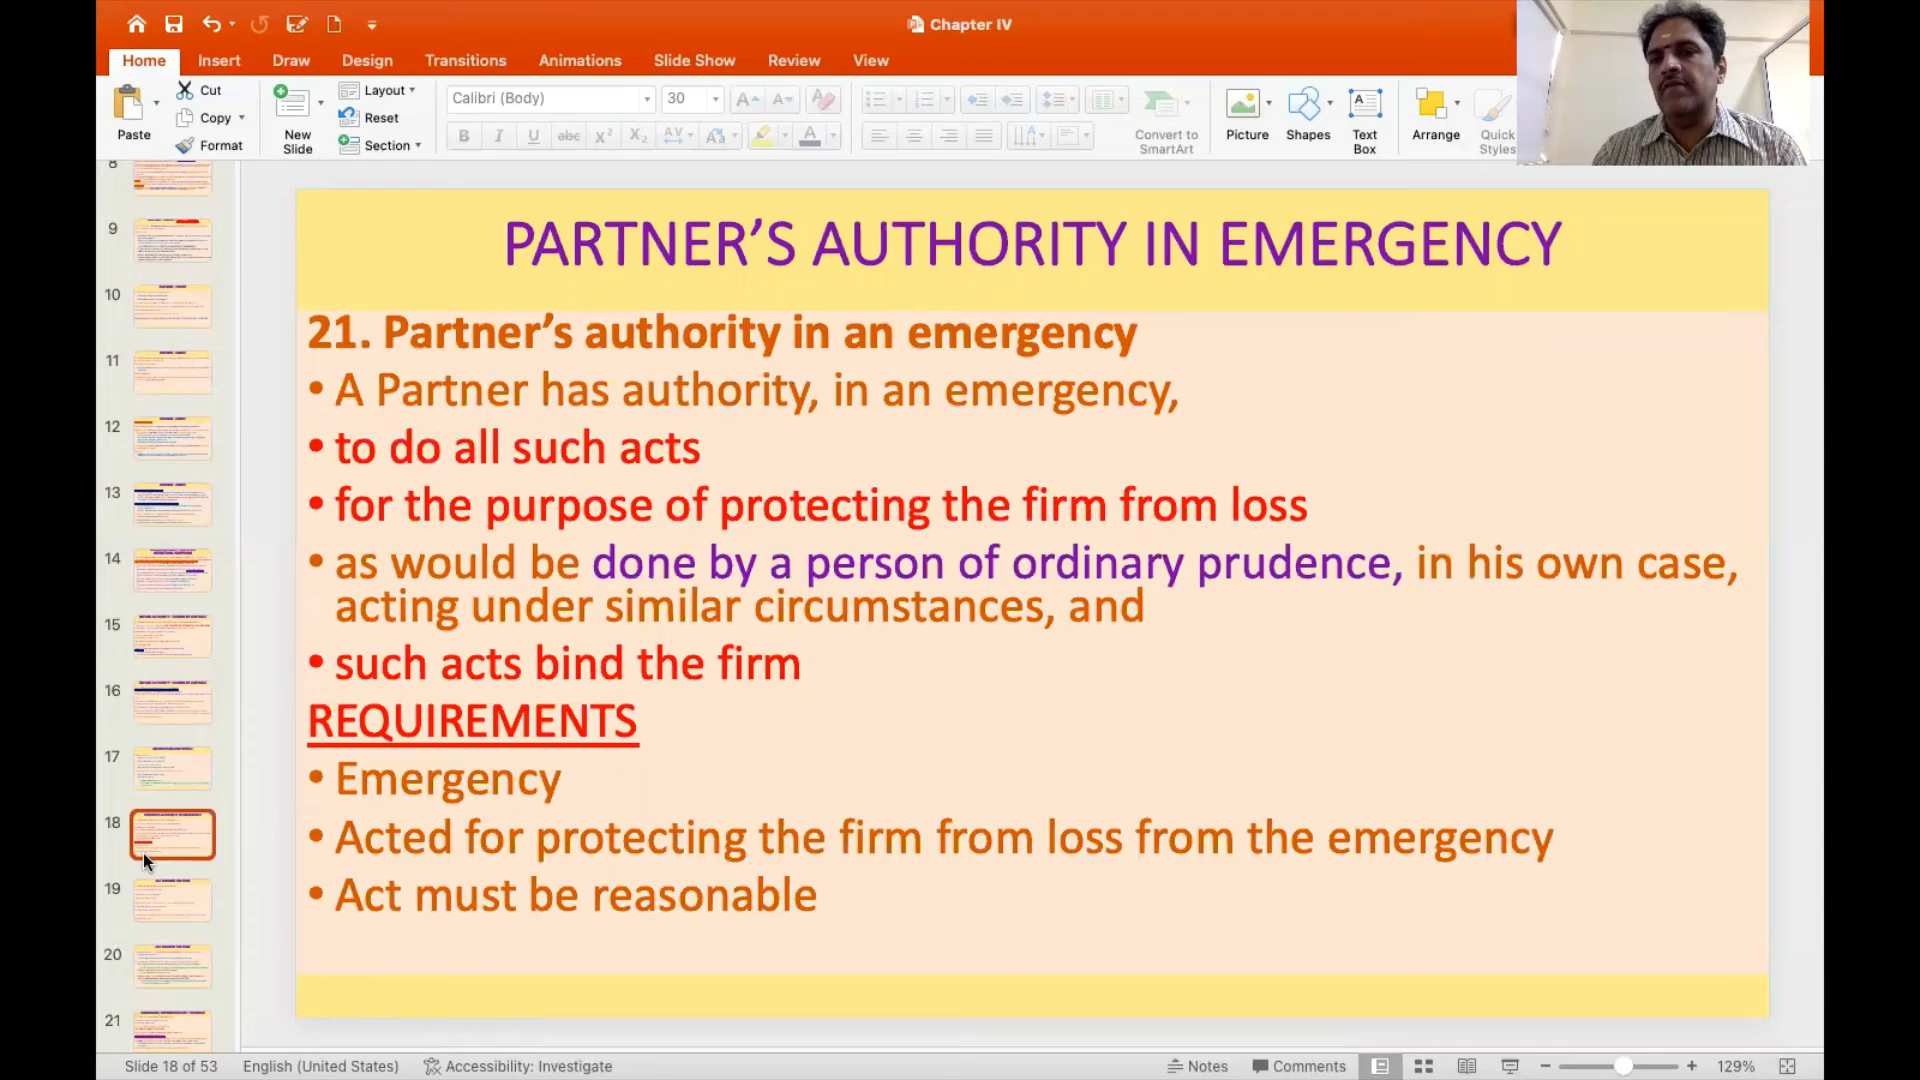 Chapter IV
Home Insert Draw Design Transitions Animations Slide Show Review View
Paste
Cut
Copy
Format
New Slide
Layout
Reset
Section
Calibri (Body) 30
Convert to SmartArt
Picture
Shapes
Text Box
Arrange
Quick Styles
8
9
10
11
12
13
14
15
16
17
18
19
20
21
PARTNER’S AUTHORITY IN EMERGENCY
21. Partner’s authority in an emergency
• A Partner has authority, in an emergency,
• to do all such acts
• for the purpose of protecting the firm from loss
• as would be done by a person of ordinary prudence, in his own case,
acting under similar circumstances, and
• such acts bind the firm
REQUIREMENTS
• Emergency
• Acted for protecting the firm from loss from the emergency
• Act must be reasonable
Slide 18 of 53 English (United States) Accessibility: Investigate Notes Comments 129%